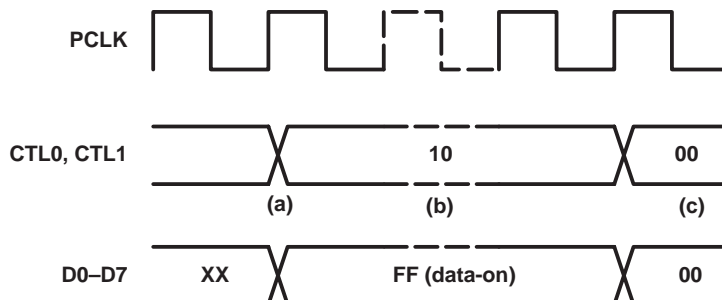 PCLK
CTL0, CTL1
10
00
(a)
(b)
(c)
D0–D7
XX
FF (data-on)
00